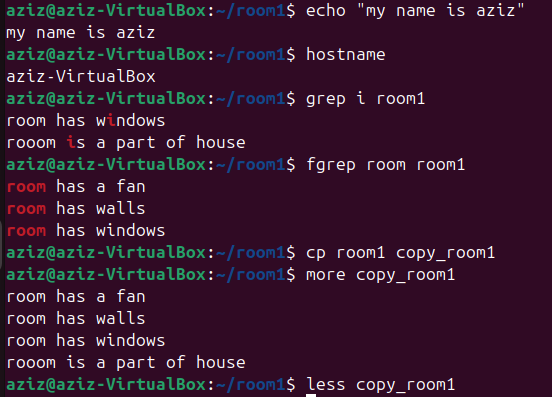 aziz@aziz-VirtualBox:~/room1$ echo "my name is aziz"
my name is aziz
aziz@aziz-VirtualBox:~/room1$ hostname
aziz-VirtualBox
aziz@aziz-VirtualBox:~/room1$ grep i room1
room has windows
rooom is a part of house
aziz@aziz-VirtualBox:~/room1$ fgrep room room1
room has a fan
room has walls
room has windows
aziz@aziz-VirtualBox:~/room1$ cp room1 copy_room1
aziz@aziz-VirtualBox:~/room1$ more copy_room1
room has a fan
room has walls
room has windows
rooom is a part of house
aziz@aziz-VirtualBox:~/room1$ less copy_room1